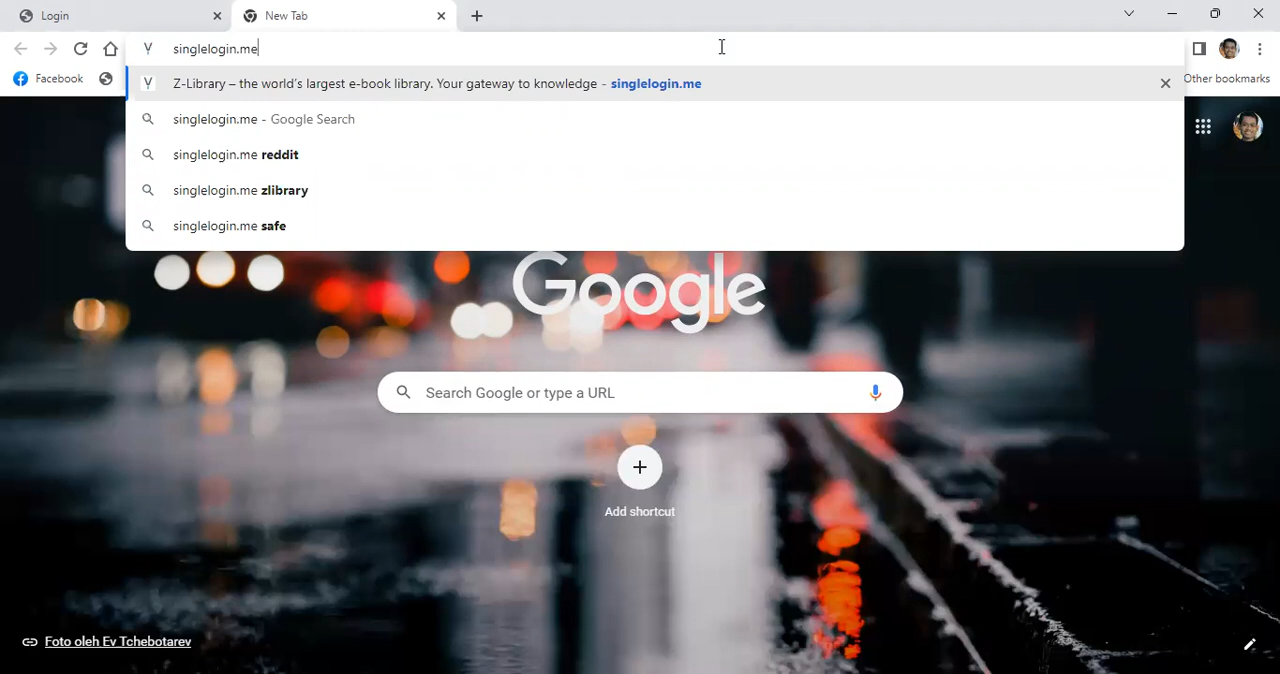 Login
New Tab
singlelogin.me
Facebook
Other bookmarks
Z-Library – the world's largest e-book library. Your gateway to knowledge - singlelogin.me
singlelogin.me - Google Search
singlelogin.me reddit
singlelogin.me zlibrary
singlelogin.me safe
Google
Search Google or type a URL
Add shortcut
Foto oleh Ev Tchebotarev